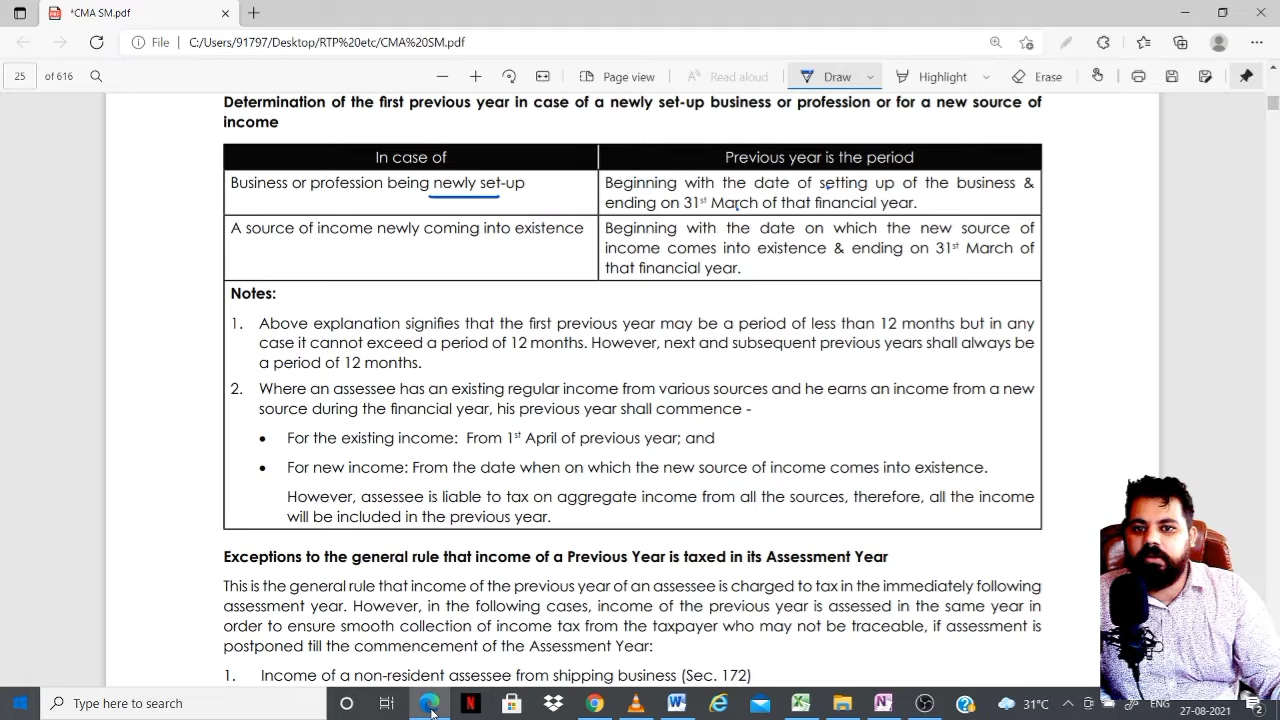 *CMA SM.pdf
File
C:/Users/91797/Desktop/RTP%20etc/CMA%20SM.pdf
25 of 616
Page view
Read aloud
Draw
Highlight
Erase
Determination of the first previous year in case of a newly set-up business or profession or for a new source of
income
In case of
Previous year is the period
Business or profession being newly set-up
Beginning with the date of setting up of the business &
ending on 31st March of that financial year.
A source of income newly coming into existence
Beginning with the date on which the new source of
income comes into existence & ending on 31st March of
that financial year.
Notes:
1. Above explanation signifies that the first previous year may be a period of less than 12 months but in any
case it cannot exceed a period of 12 months. However, next and subsequent previous years shall always be
a period of 12 months.
2. Where an assessee has an existing regular income from various sources and he earns an income from a new
source during the financial year, his previous year shall commence -
• For the existing income: From 1st April of previous year; and
• For new income: From the date when on which the new source of income comes into existence.
However, assessee is liable to tax on aggregate income from all the sources, therefore, all the income
will be included in the previous year.
Exceptions to the general rule that income of a Previous Year is taxed in its Assessment Year
This is the general rule that income of the previous year of an assessee is charged to tax in the immediately following
assessment year. However, in the following cases, income of the previous year is assessed in the same year in
order to ensure smooth collection of income tax from the taxpayer who may not be traceable, if assessment is
postponed till the commencement of the Assessment Year:
1. Income of a non-resident assessee from shipping business (Sec. 172)
Type here to search
31°C
27-08-2021